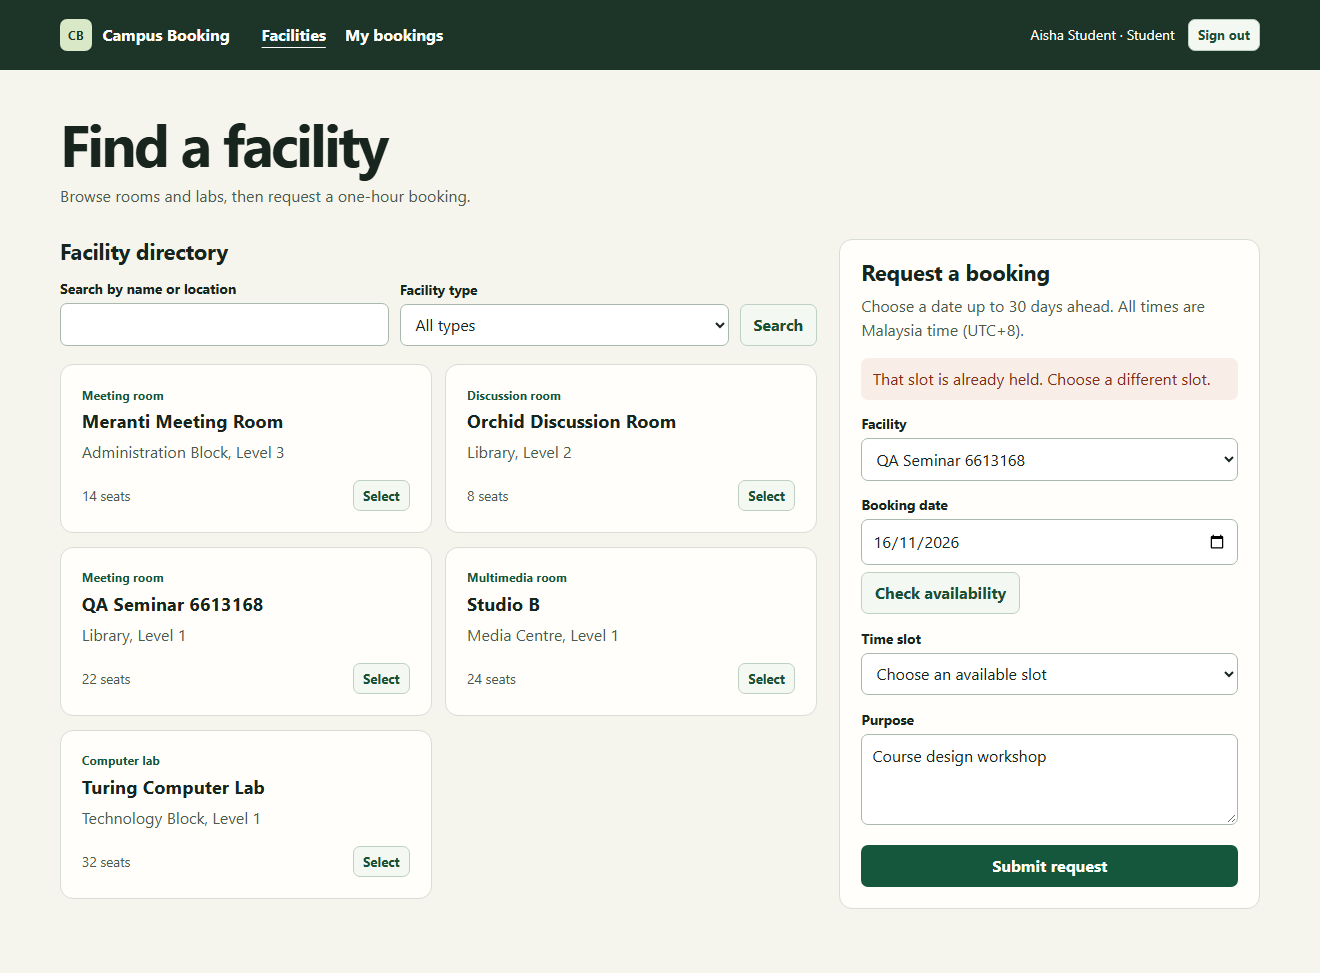 CB
Campus Booking
Facilities
My bookings
Aisha Student · Student
Sign out
Find a facility
Browse rooms and labs, then request a one-hour booking.
Facility directory
Search by name or location
Facility type
All types
Search
Meeting room
Meranti Meeting Room
Administration Block, Level 3
14 seats
Select
Discussion room
Orchid Discussion Room
Library, Level 2
8 seats
Select
Meeting room
QA Seminar 6613168
Library, Level 1
22 seats
Select
Multimedia room
Studio B
Media Centre, Level 1
24 seats
Select
Computer lab
Turing Computer Lab
Technology Block, Level 1
32 seats
Select
Request a booking
Choose a date up to 30 days ahead. All times are
Malaysia time (UTC+8).
That slot is already held. Choose a different slot.
Facility
QA Seminar 6613168
Booking date
16/11/2026
Check availability
Time slot
Choose an available slot
Purpose
Course design workshop
Submit request